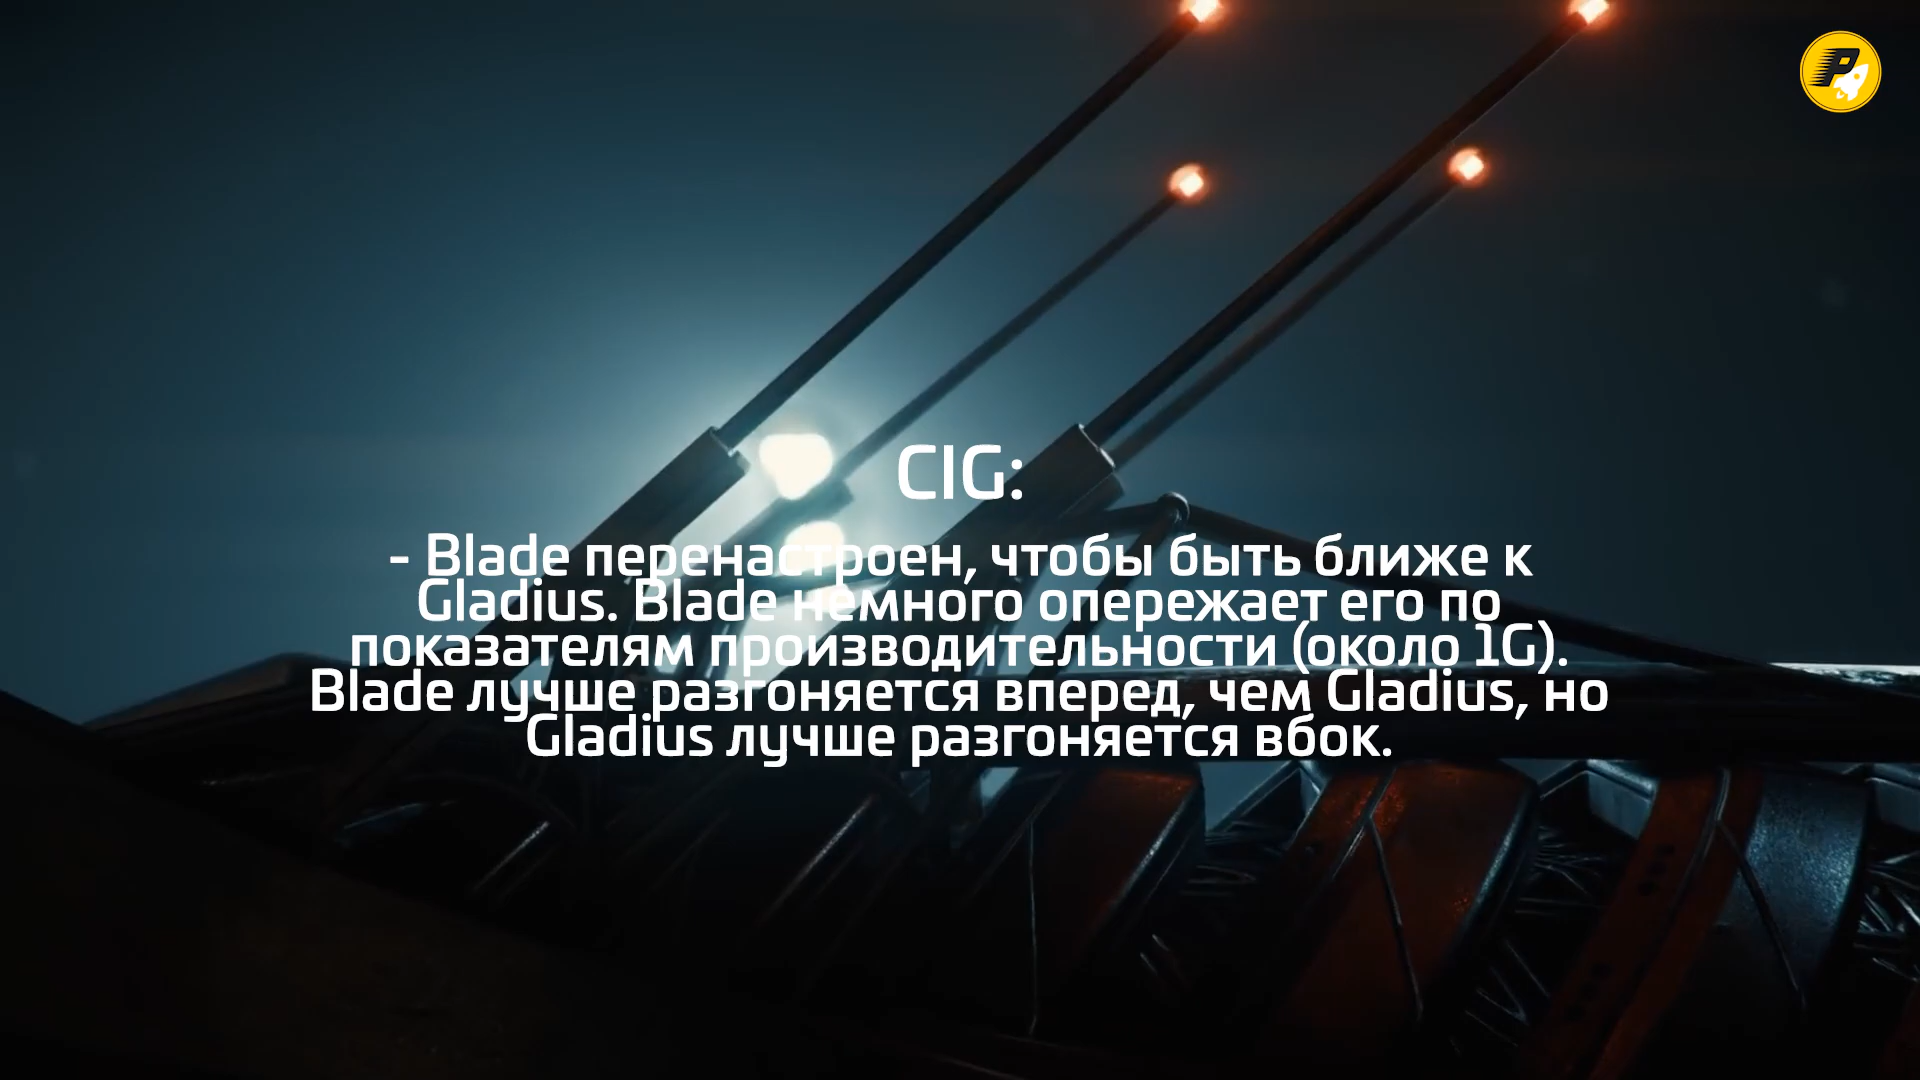 CIG:
- Blade перенастроен, чтобы быть ближе к
Gladius. Blade немного опережает его по
показателям производительности (около 1G).
Blade лучше разгоняется вперед, чем Gladius, но
Gladius лучше разгоняется вбок.
P